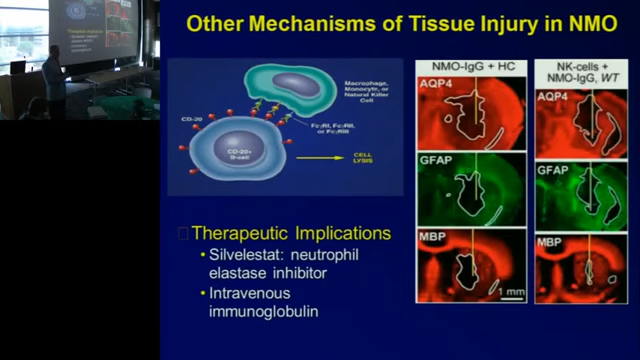 Other Mechanisms of Tissue Injury in NMO
Macrophage,
Monocyte, or
Natural Killer
Cell
CD-20
FcγRI, FcγRII,
or FcγRIII
CD-20+
B-cell
CELL
LYSIS
Therapeutic Implications
• Silvelestat: neutrophil
elastase inhibitor
• Intravenous
immunoglobulin
NMO-IgG + HC
AQP4
GFAP
MBP
1 mm
NK-cells +
NMO-IgG, WT
AQP4
GFAP
MBP